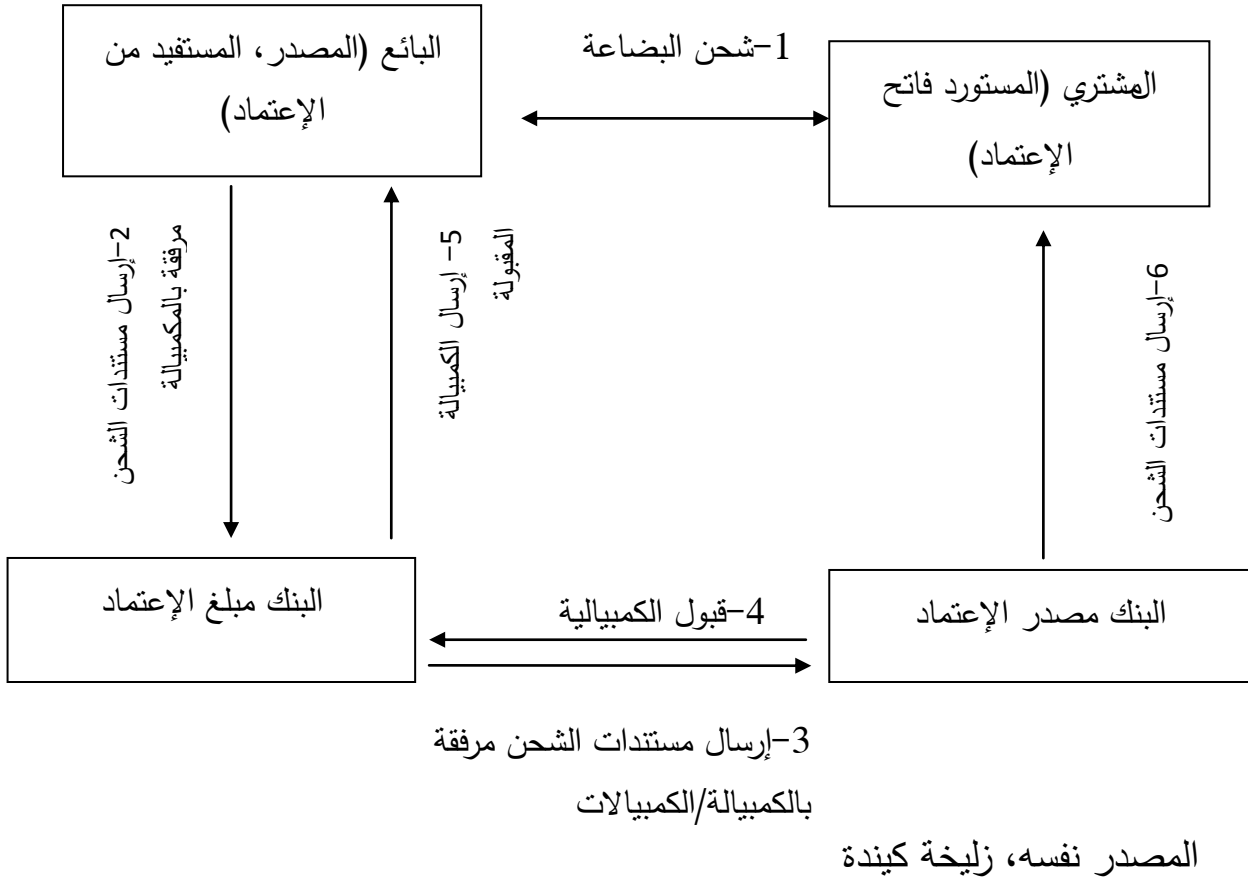 البائع (المصدر، المستفيد من
الإعتماد)
1-شحن البضاعة
المشتري (المستورد فاتح
الإعتماد)
2-إرسال مستندات الشحن
مرفقة بالمكمبيالة
5- إرسال الكمبيالة
المقبولة
6-إرسال مستندات الشحن
البنك مبلغ الإعتماد
4-قبول الكمبيالية
البنك مصدر الإعتماد
3-إرسال مستندات الشحن مرفقة
بالكمبيالة/الكمبيالات
المصدر نفسه، زليخة كيندة